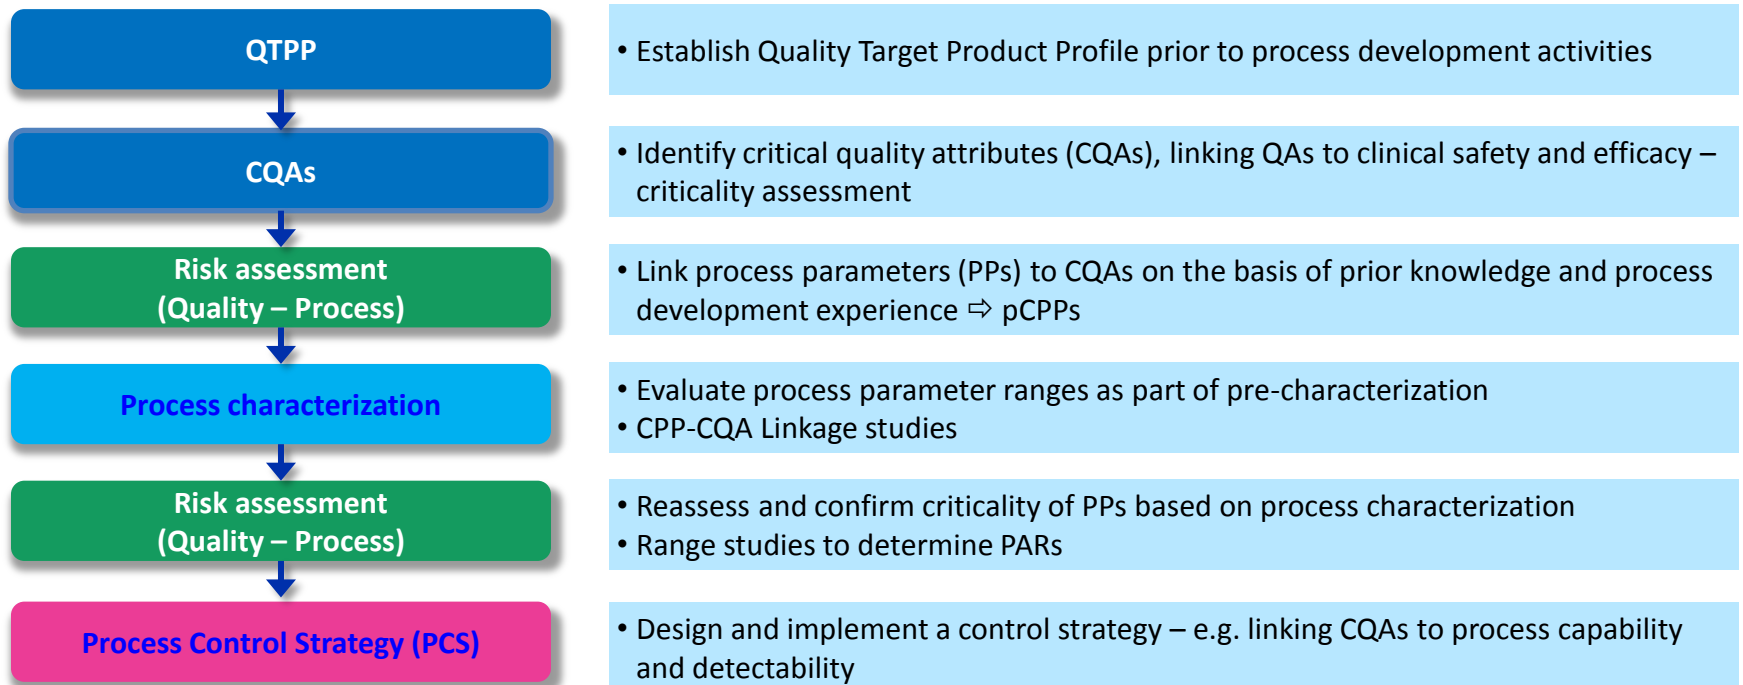 QTPP
• Establish Quality Target Product Profile prior to process development activities
CQAs
• Identify critical quality attributes (CQAs), linking QAs to clinical safety and efficacy –
criticality assessment
Risk assessment
(Quality – Process)
• Link process parameters (PPs) to CQAs on the basis of prior knowledge and process
development experience ⇨ pCPPs
Process characterization
• Evaluate process parameter ranges as part of pre-characterization
• CPP-CQA Linkage studies
Risk assessment
(Quality – Process)
• Reassess and confirm criticality of PPs based on process characterization
• Range studies to determine PARs
Process Control Strategy (PCS)
• Design and implement a control strategy – e.g. linking CQAs to process capability
and detectability